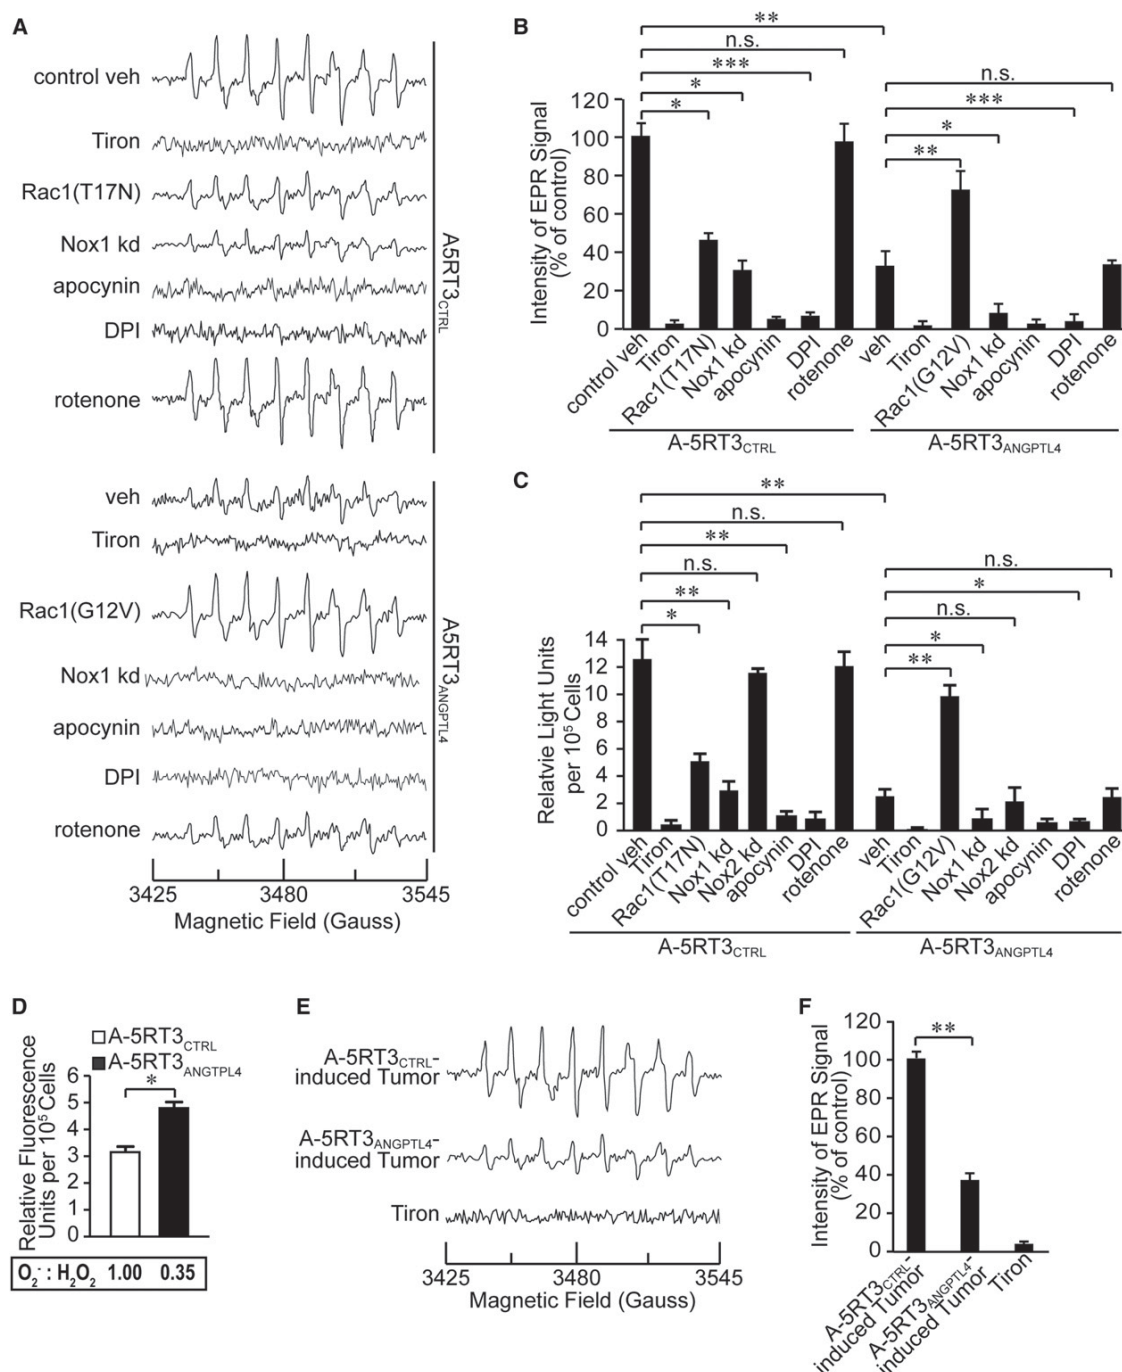 A
control veh
Tiron
Rac1(T17N)
Nox1 kd
apocynin
DPI
rotenone
A5RT3CTRL
veh
Tiron
Rac1(G12V)
Nox1 kd
apocynin
DPI
rotenone
A5RT3ANGPTL4
3425 3480 3545
Magnetic Field (Gauss)
B
**
n.s.
***
*
*
n.s.
***
*
**
Intensity of EPR Signal
(% of control)
120
100
80
60
40
20
0
control veh
Tiron
Rac1(T17N)
Nox1 kd
apocynin
DPI
rotenone
veh
Tiron
Rac1(G12V)
Nox1 kd
apocynin
DPI
rotenone
A-5RT3CTRL
A-5RT3ANGPTL4
C
**
n.s.
**
n.s.
**
*
n.s.
*
n.s.
*
**
Relatvie Light Units
per 10⁵ Cells
14
12
10
8
6
4
2
0
control veh
Tiron
Rac1(T17N)
Nox1 kd
Nox2 kd
apocynin
DPI
rotenone
veh
Tiron
Rac1(G12V)
Nox1 kd
Nox2 kd
apocynin
DPI
rotenone
A-5RT3CTRL
A-5RT3ANGPTL4
D
A-5RT3CTRL
A-5RT3ANGTPL4
*
Relative Fluorescence
Units per 10⁵ Cells
6
5
4
3
2
1
0
O₂⁻ : H₂O₂ 1.00 0.35
E
A-5RT3CTRL-
induced Tumor
A-5RT3ANGPTL4-
induced Tumor
Tiron
3425 3480 3545
Magnetic Field (Gauss)
F
**
Intensity of EPR Signal
(% of control)
120
100
80
60
40
20
0
A-5RT3CTRL-
induced Tumor
A-5RT3ANGPTL4-
induced Tumor
Tiron